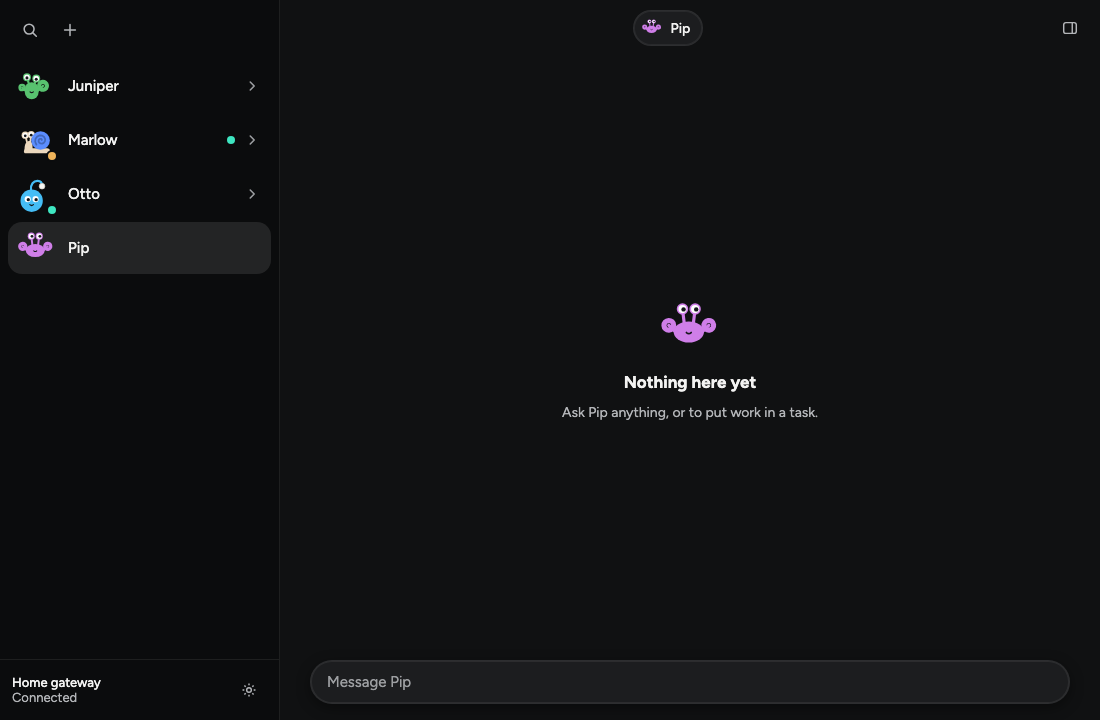 Juniper
Marlow
Otto
Pip
Home gateway
Connected
Pip
Nothing here yet
Ask Pip anything, or to put work in a task.
Message Pip